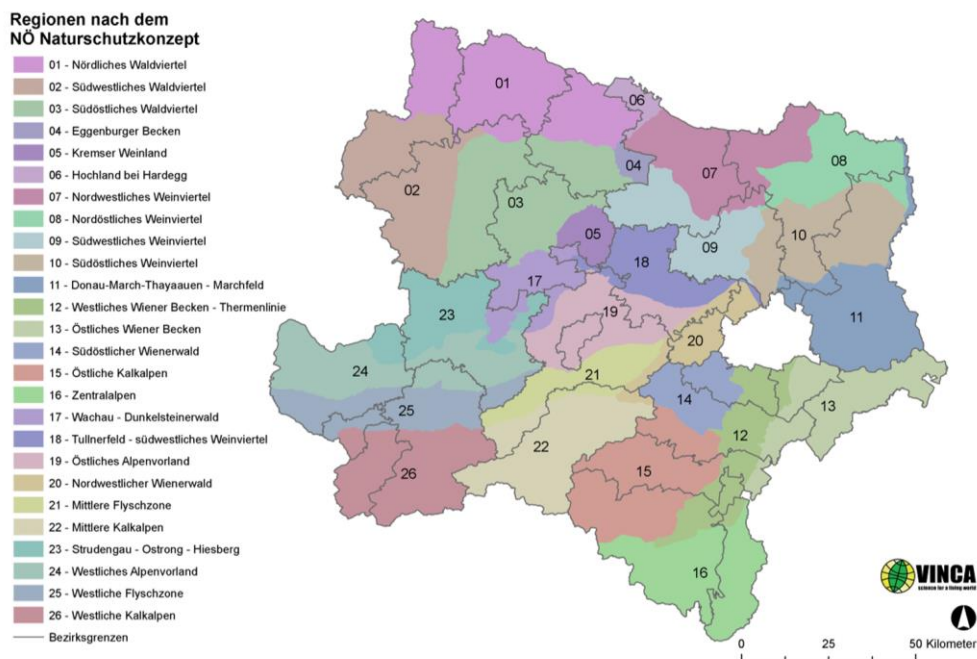 Regionen nach dem
NÖ Naturschutzkonzept
01 - Nördliches Waldviertel
02 - Südwestliches Waldviertel
03 - Südöstliches Waldviertel
04 - Eggenburger Becken
05 - Kremser Weinland
06 - Hochland bei Hardegg
07 - Nordwestliches Weinviertel
08 - Nordöstliches Weinviertel
09 - Südwestliches Weinviertel
10 - Südöstliches Weinviertel
11 - Donau-March-Thayaauen - Marchfeld
12 - Westliches Wiener Becken - Thermenlinie
13 - Östliches Wiener Becken
14 - Südöstlicher Wienerwald
15 - Östliche Kalkalpen
16 - Zentralalpen
17 - Wachau - Dunkelsteinerwald
18 - Tullnerfeld - südwestliches Weinviertel
19 - Östliches Alpenvorland
20 - Nordwestlicher Wienerwald
21 - Mittlere Flyschzone
22 - Mittlere Kalkalpen
23 - Strudengau - Ostrong - Hiesberg
24 - Westliches Alpenvorland
25 - Westliche Flyschzone
26 - Westliche Kalkalpen
Bezirksgrenzen
01
06
04
07
08
02
03
05
09
10
18
17
23
19
11
20
24
21
25
14
13
12
22
26
15
16
VINCA
science for a living world
0 25 50 Kilometer